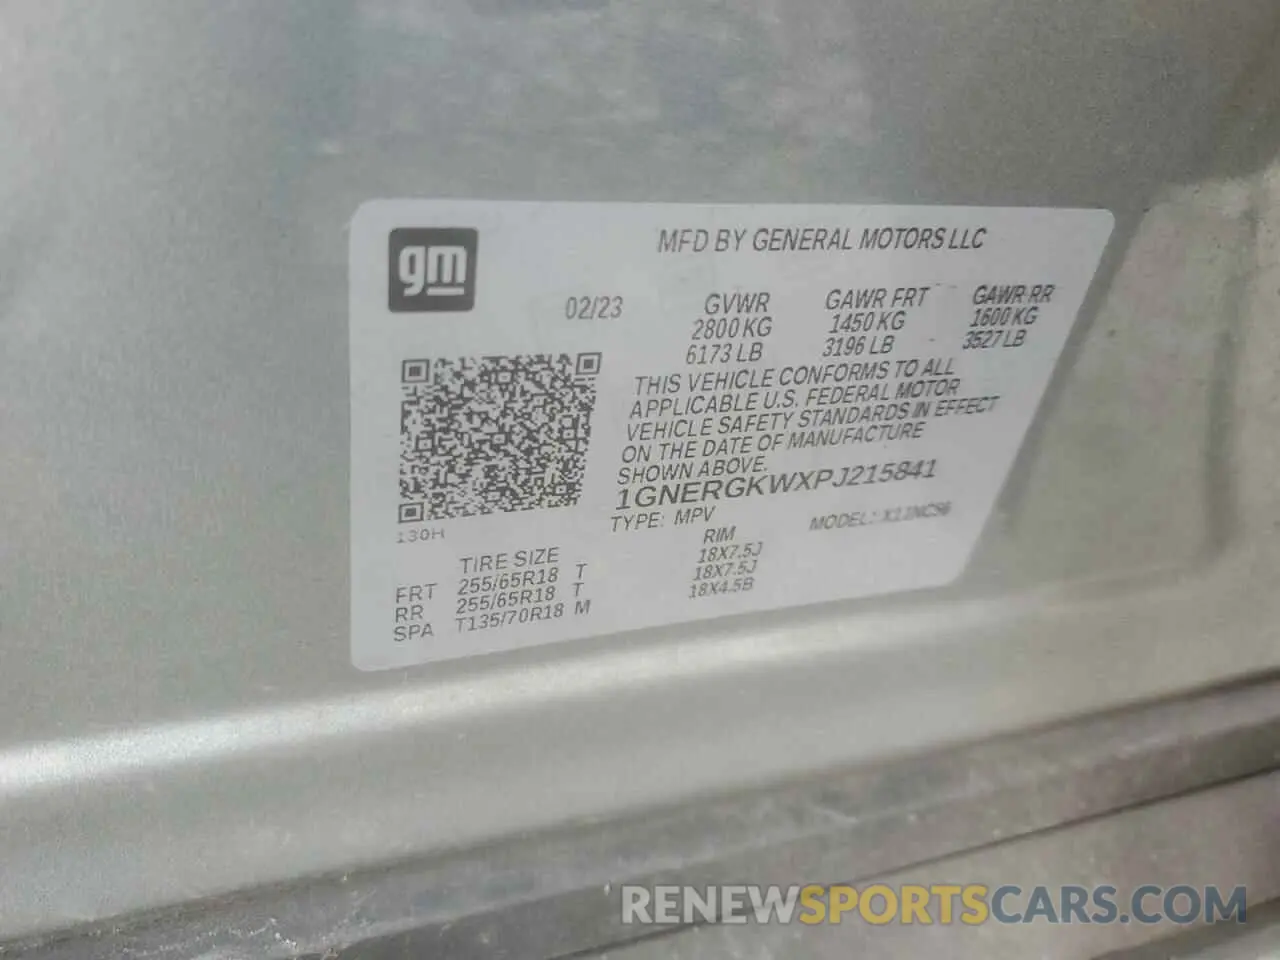 gm
MFD BY GENERAL MOTORS LLC
02/23 GVWR GAWR FRT GAWR RR
2800 KG 1450 KG 1600 KG
6173 LB 3196 LB 3527 LB
THIS VEHICLE CONFORMS TO ALL
APPLICABLE U.S. FEDERAL MOTOR
VEHICLE SAFETY STANDARDS IN EFFECT
ON THE DATE OF MANUFACTURE
SHOWN ABOVE.
1GNERGKWXPJ215841
TYPE: MPV MODEL:
130H
TIRE SIZE RIM
FRT 255/65R18 T 18X7.5J
RR 255/65R18 T 18X7.5J
SPA T135/70R18 M 18X4.5B
RENEWSPORTSCARS.COM